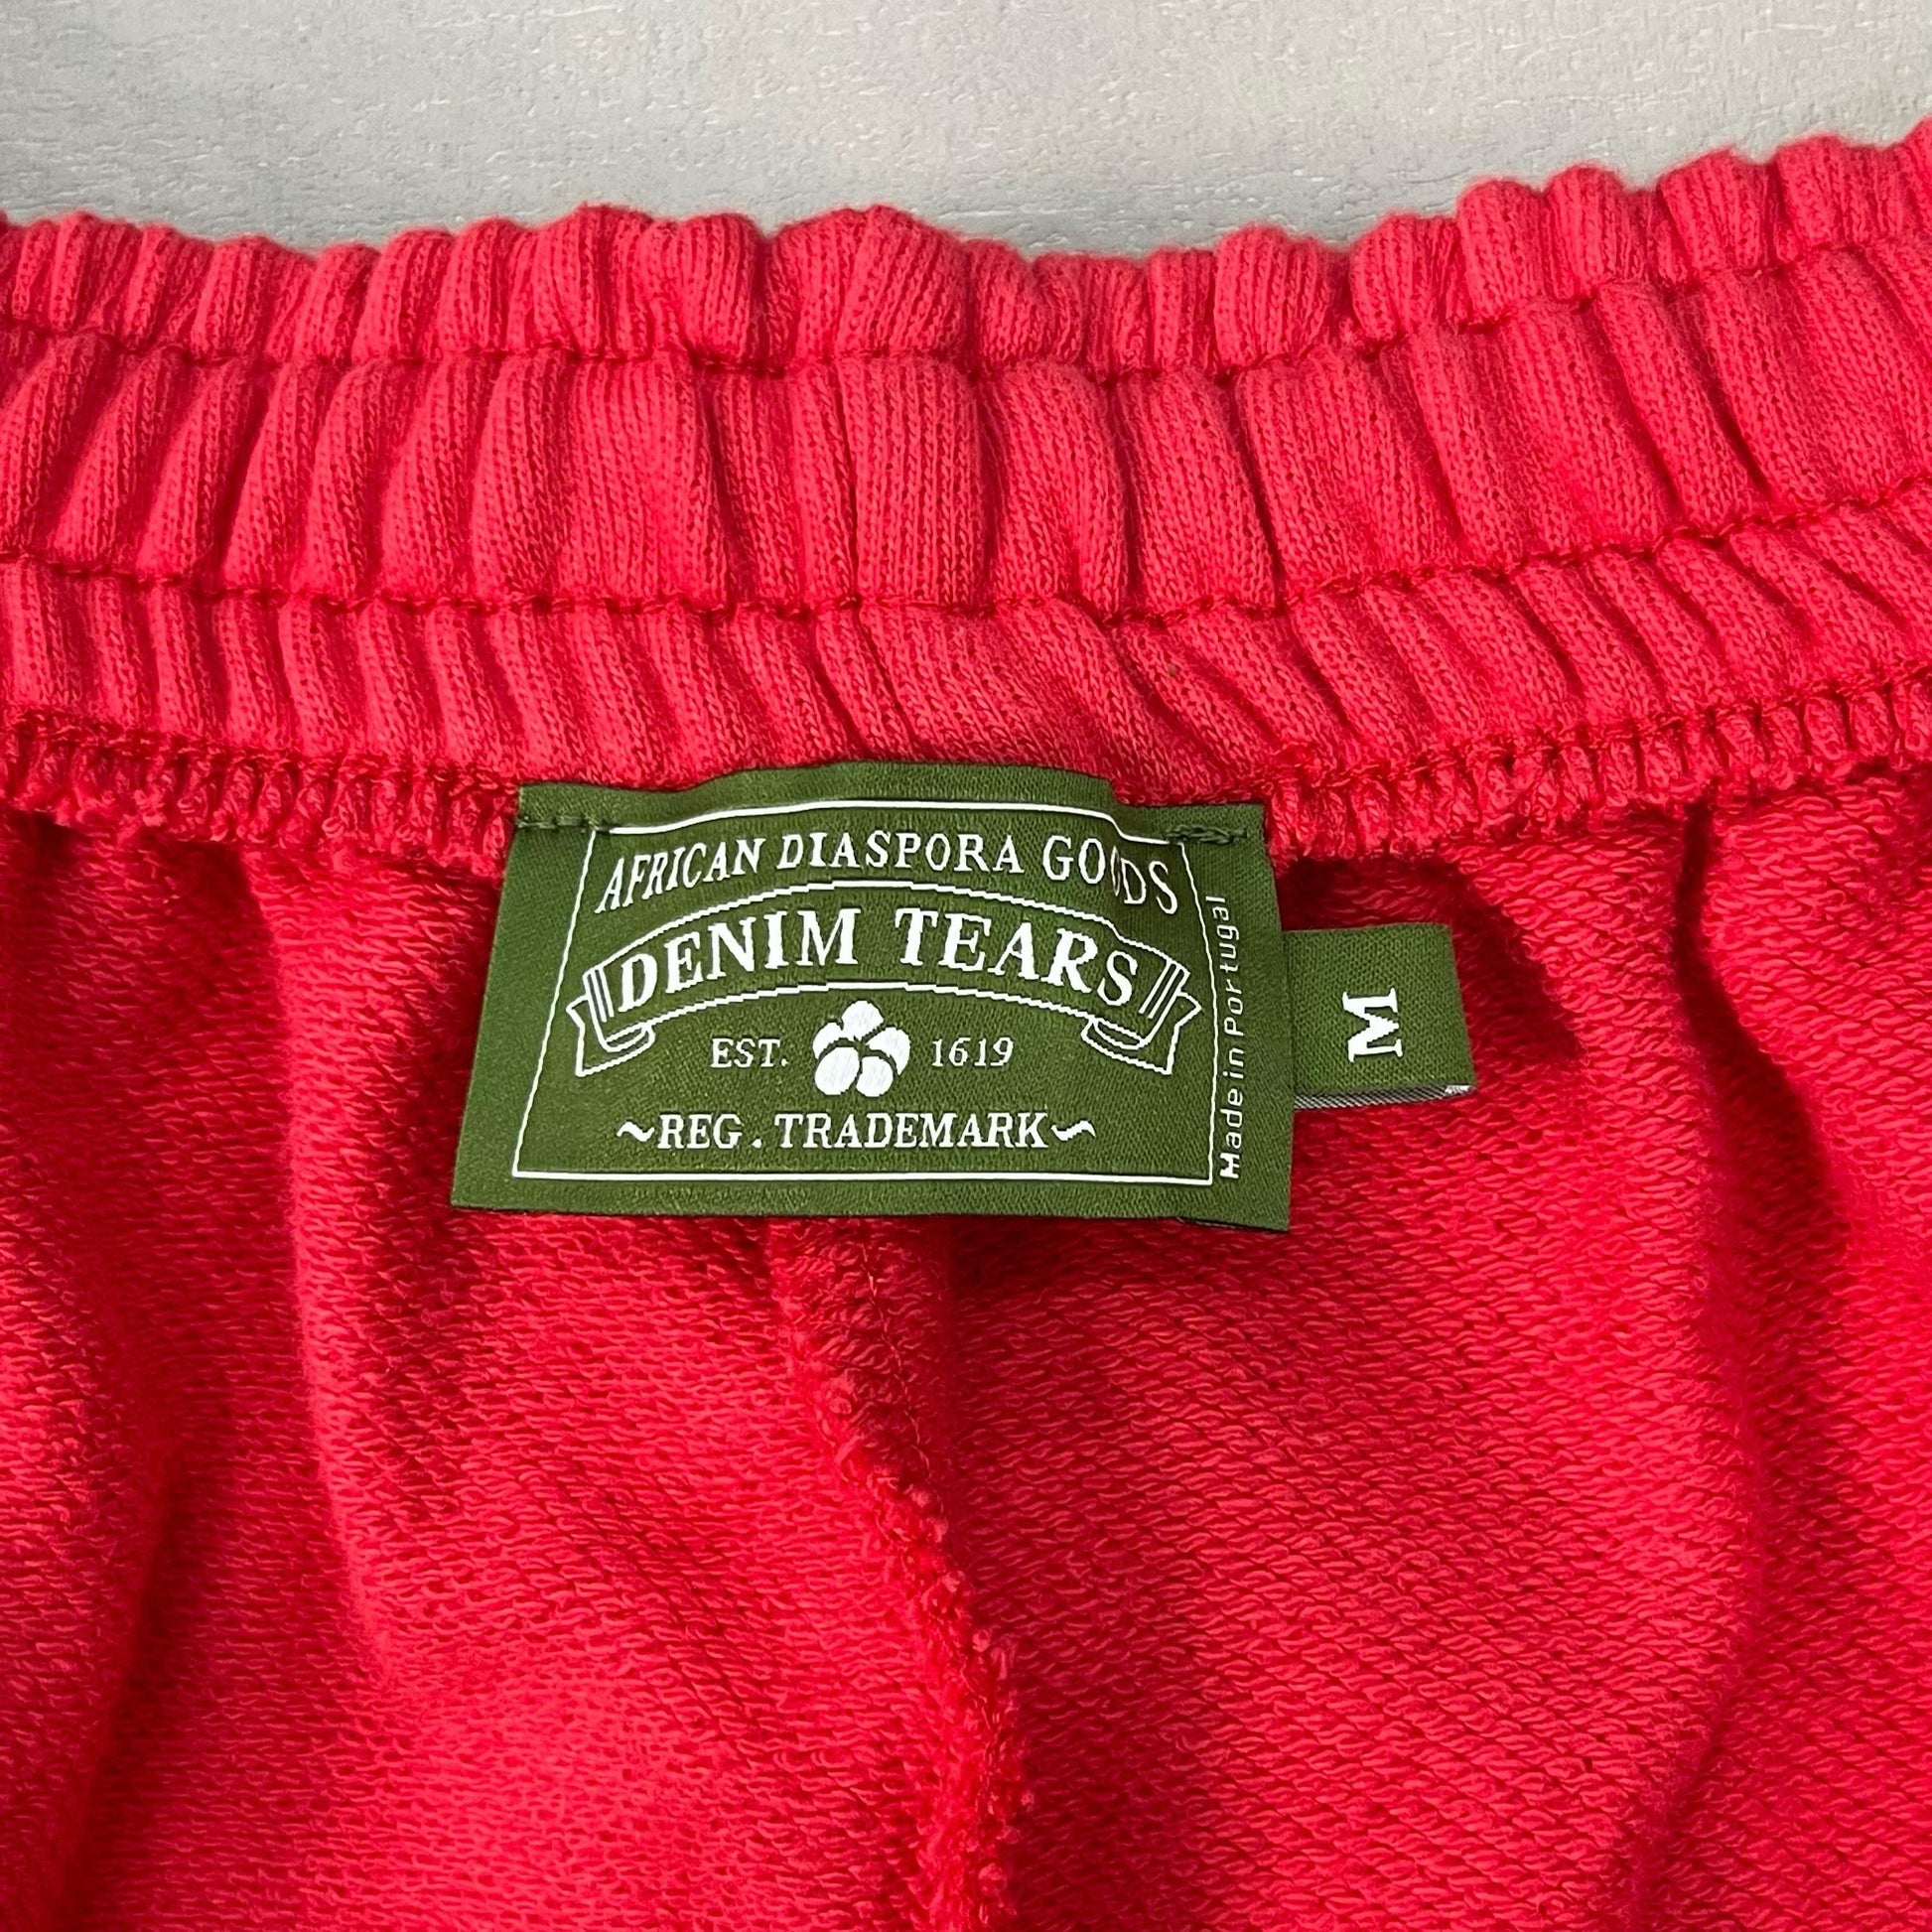 AFRICAN DIASPORA GOODS
DENIM TEARS
EST. 1619
~REG. TRADEMARK~
Made in Portugal
M